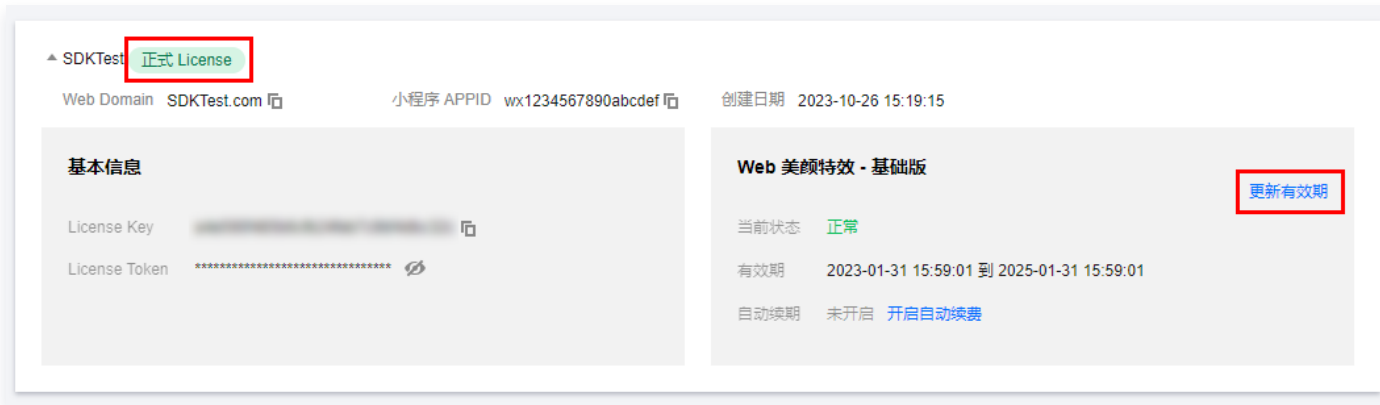 SDKTest 正式 License
Web Domain SDKTest.com 小程序 APPID wx1234567890abcdef 创建日期 2023-10-26 15:19:15
基本信息
License Key
License Token ********************************
Web 美颜特效 - 基础版
更新有效期
当前状态 正常
有效期 2023-01-31 15:59:01 到 2025-01-31 15:59:01
自动续期 未开启 开启自动续费